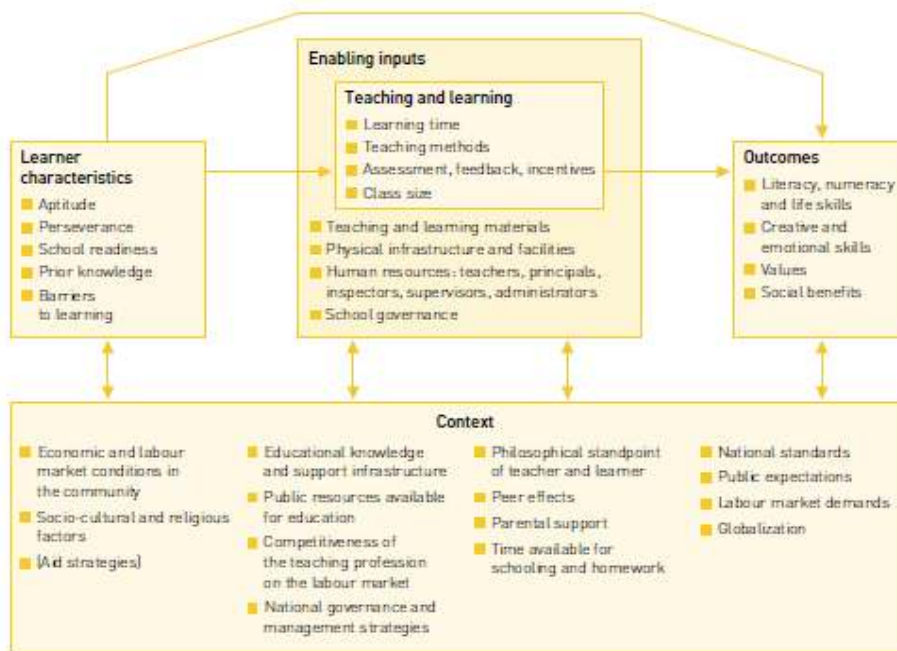 Enabling inputs
Teaching and learning
Learning time
Teaching methods
Assessment, feedback, incentives
Class size
Teaching and learning materials
Physical infrastructure and facilities
Human resources: teachers, principals,
inspectors, supervisors, administrators
School governance
Learner
characteristics
Aptitude
Perseverance
School readiness
Prior knowledge
Barriers
to learning
Outcomes
Literacy, numeracy
and life skills
Creative and
emotional skills
Values
Social benefits
Context
Economic and labour
market conditions in
the community
Socio-cultural and religious
factors
(Aid strategies)
Educational knowledge
and support infrastructure
Public resources available
for education
Competitiveness of
the teaching profession
on the labour market
National governance and
management strategies
Philosophical standpoint
of teacher and learner
Peer effects
Parental support
Time available for
schooling and homework
National standards
Public expectations
Labour market demands
Globalization